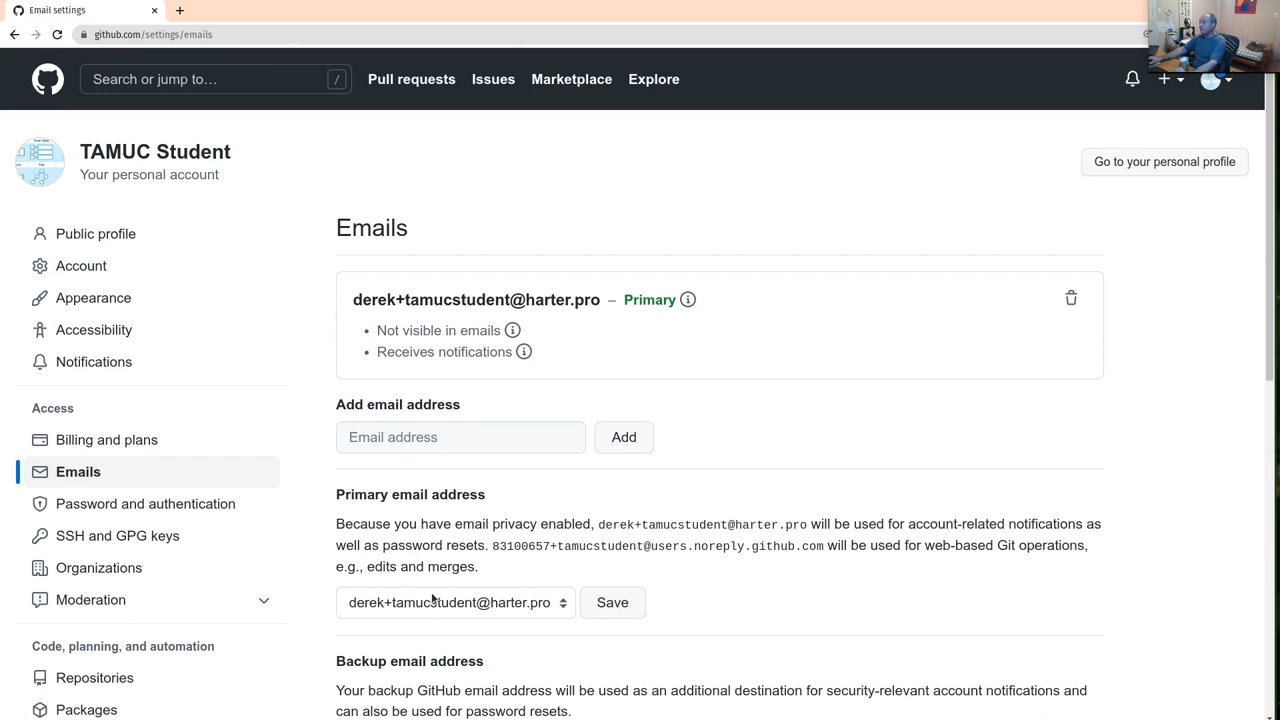 Email settings
github.com/settings/emails
Search or jump to…
/
Pull requests
Issues
Marketplace
Explore
TAMUC Student
Your personal account
Go to your personal profile
Public profile
Account
Appearance
Accessibility
Notifications
Access
Billing and plans
Emails
Password and authentication
SSH and GPG keys
Organizations
Moderation
Code, planning, and automation
Repositories
Packages
Emails
derek+tamucstudent@harter.pro – Primary
Not visible in emails
Receives notifications
Add email address
Email address
Add
Primary email address
Because you have email privacy enabled, derek+tamucstudent@harter.pro will be used for account-related notifications as
well as password resets. 83100657+tamucstudent@users.noreply.github.com will be used for web-based Git operations,
e.g., edits and merges.
derek+tamucstudent@harter.pro
Save
Backup email address
Your backup GitHub email address will be used as an additional destination for security-relevant account notifications and
can also be used for password resets.